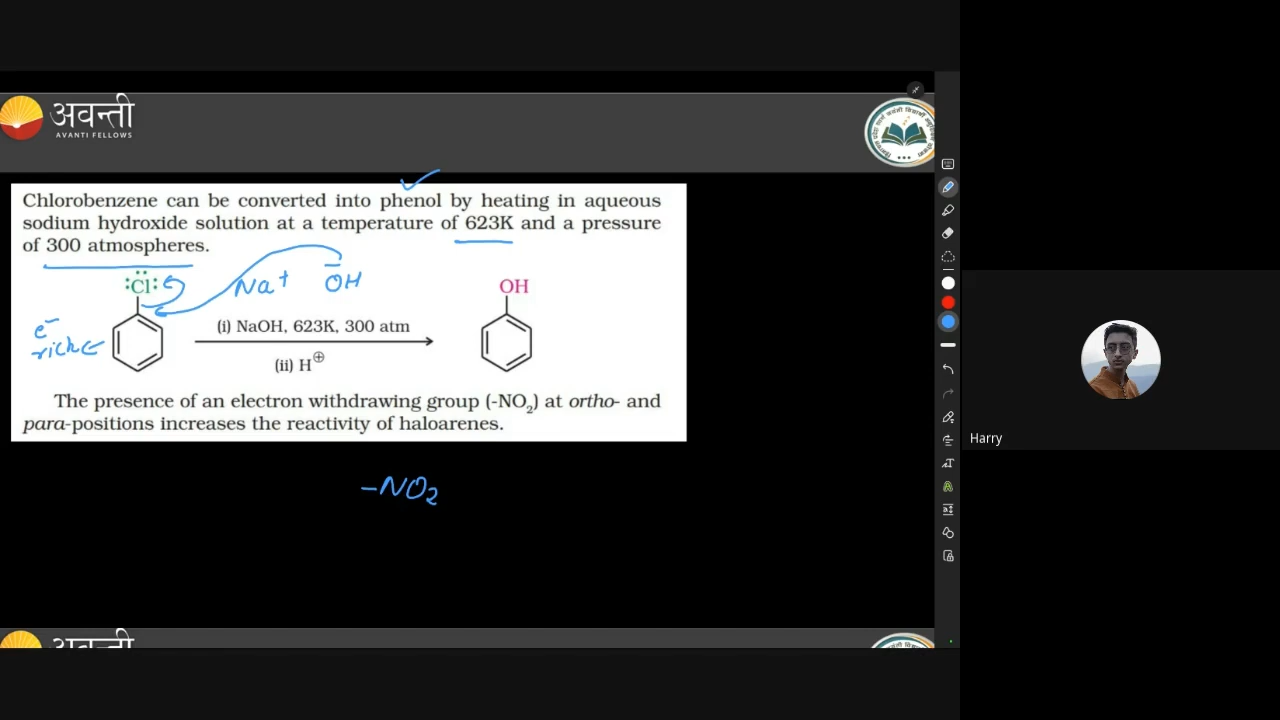 अवन्ती
AVANTI FELLOWS
Chlorobenzene can be converted into phenol by heating in aqueous
sodium hydroxide solution at a temperature of 623K and a pressure
of 300 atmospheres.
:Cl: Na+ OH OH
e- rich
(i) NaOH, 623K, 300 atm
(ii) H⊕
The presence of an electron withdrawing group (-NO₂) at ortho- and
para-positions increases the reactivity of haloarenes.
-NO₂
Harry
अवन्ती